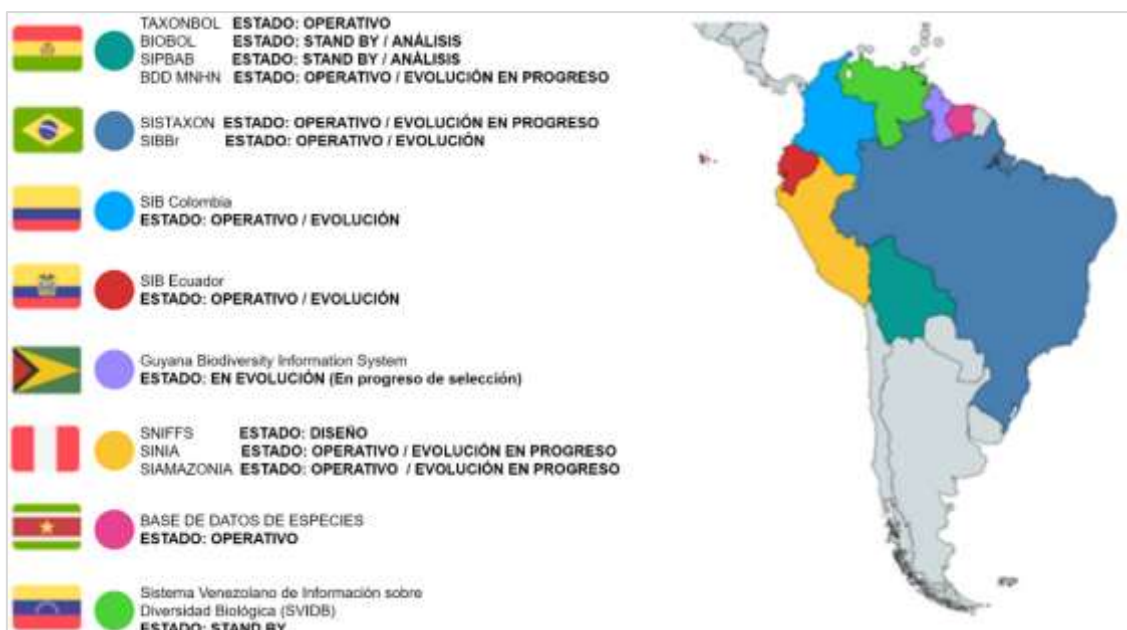 TAXONBOL ESTADO: OPERATIVO
BIOBOL ESTADO: STAND BY / ANÁLISIS
SIPBAB ESTADO: STAND BY / ANÁLISIS
BDD MNHN ESTADO: OPERATIVO / EVOLUCIÓN EN PROGRESO
SISTAXON ESTADO: OPERATIVO / EVOLUCIÓN EN PROGRESO
SIBBr ESTADO: OPERATIVO / EVOLUCIÓN
SIB Colombia
ESTADO: OPERATIVO / EVOLUCIÓN
SIB Ecuador
ESTADO: OPERATIVO / EVOLUCIÓN
Guyana Biodiversity Information System
ESTADO: EN EVOLUCIÓN (En progreso de selección)
SNIFFS ESTADO: DISEÑO
SINIA ESTADO: OPERATIVO / EVOLUCIÓN EN PROGRESO
SIAMAZONIA ESTADO: OPERATIVO / EVOLUCIÓN EN PROGRESO
BASE DE DATOS DE ESPECIES
ESTADO: OPERATIVO
Sistema Venezolano de Información sobre
Diversidad Biológica (SVIDB)
ESTADO: STAND BY